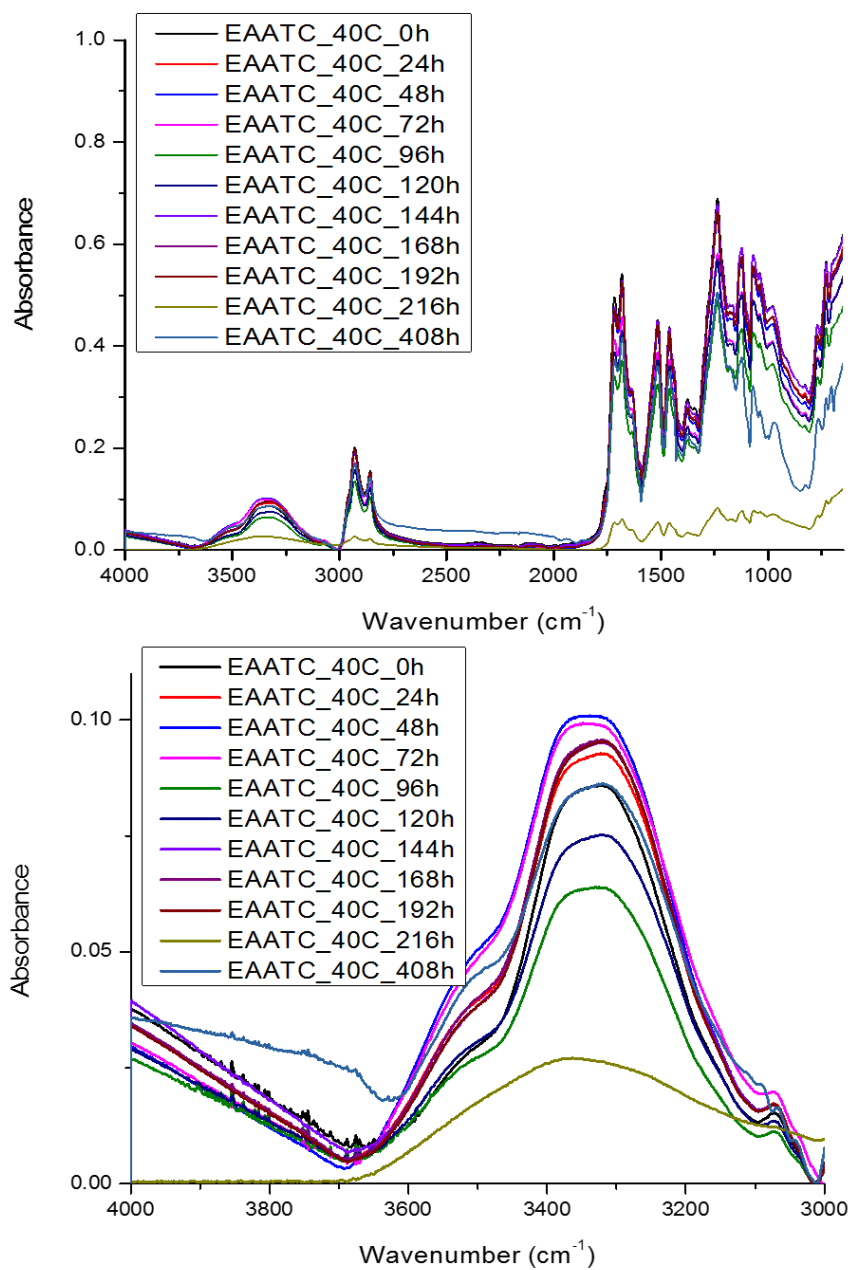 1.0
0.8
0.6
0.4
0.2
0.0
Absorbance
EAATC_40C_0h
EAATC_40C_24h
EAATC_40C_48h
EAATC_40C_72h
EAATC_40C_96h
EAATC_40C_120h
EAATC_40C_144h
EAATC_40C_168h
EAATC_40C_192h
EAATC_40C_216h
EAATC_40C_408h
4000 3500 3000 2500 2000 1500 1000
Wavenumber (cm⁻¹)
0.10
0.05
0.00
Absorbance
EAATC_40C_0h
EAATC_40C_24h
EAATC_40C_48h
EAATC_40C_72h
EAATC_40C_96h
EAATC_40C_120h
EAATC_40C_144h
EAATC_40C_168h
EAATC_40C_192h
EAATC_40C_216h
EAATC_40C_408h
4000 3800 3600 3400 3200 3000
Wavenumber (cm⁻¹)